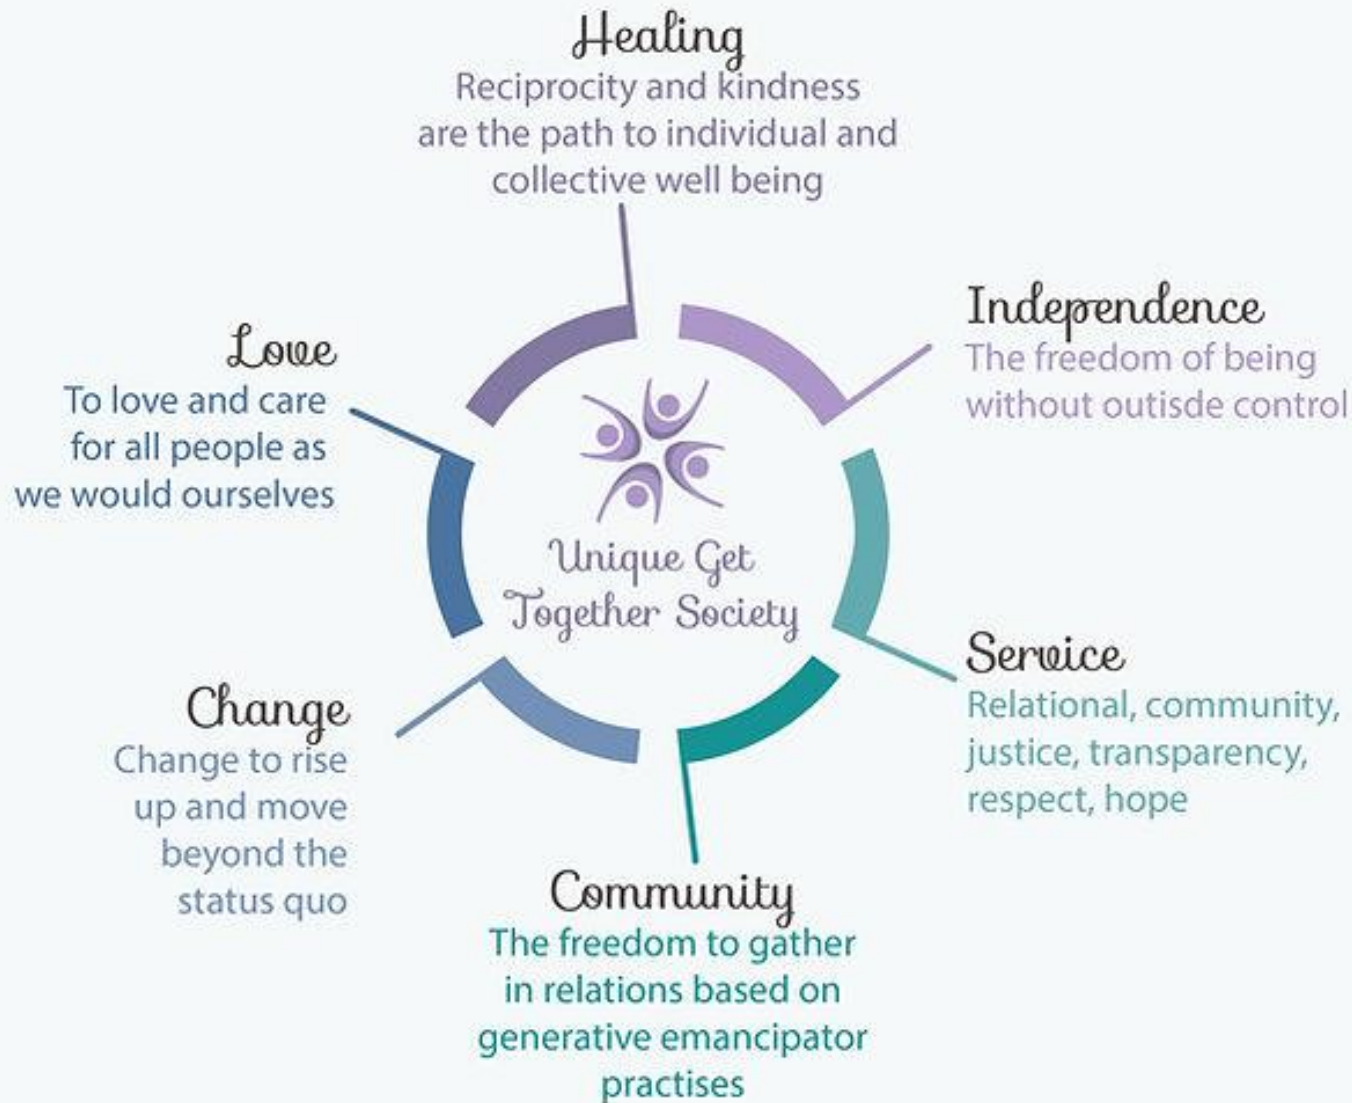 Healing
Reciprocity and kindness
are the path to individual and
collective well being
Independence
The freedom of being
without outisde control
Service
Relational, community,
justice, transparency,
respect, hope
Community
The freedom to gather
in relations based on
generative emancipator
practises
Change
Change to rise
up and move
beyond the
status quo
Love
To love and care
for all people as
we would ourselves
Unique Get
Together Society